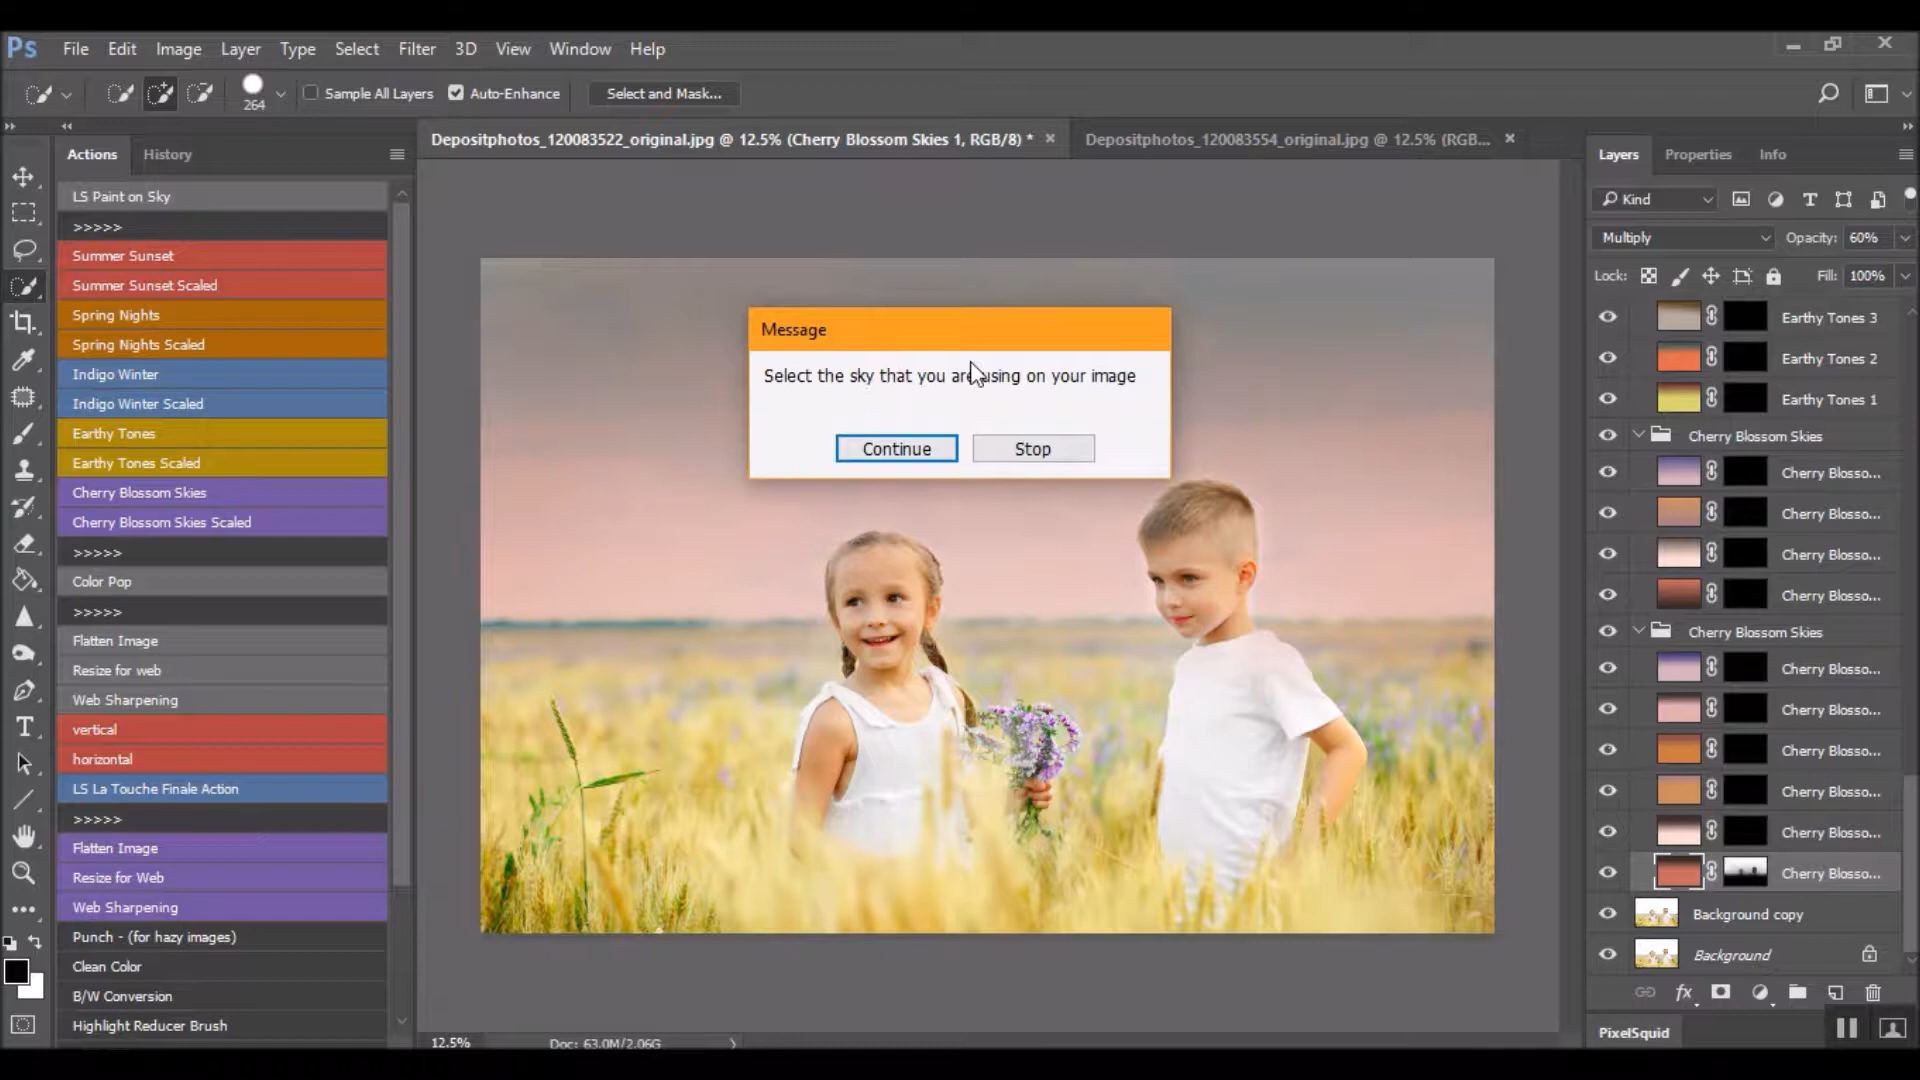 Ps File Edit Image Layer Type Select Filter 3D View Window Help
264 Sample All Layers Auto-Enhance Select and Mask...
Actions History
Depositphotos_120083522_original.jpg @ 12.5% (Cherry Blossom Skies 1, RGB/8) * × Depositphotos_120083554_original.jpg @ 12.5% (RGB... ×
LS Paint on Sky
>>>>>
Summer Sunset
Summer Sunset Scaled
Spring Nights
Spring Nights Scaled
Indigo Winter
Indigo Winter Scaled
Earthy Tones
Earthy Tones Scaled
Cherry Blossom Skies
Cherry Blossom Skies Scaled
>>>>>
Color Pop
>>>>>
Flatten Image
Resize for web
Web Sharpening
vertical
horizontal
LS La Touche Finale Action
>>>>>
Flatten Image
Resize for Web
Web Sharpening
Punch - (for hazy images)
Clean Color
B/W Conversion
Highlight Reducer Brush
Message
Select the sky that you are using on your image
Continue Stop
12.5% Doc: 63.0M/2.06G
Layers Properties Info
Kind
Multiply Opacity: 60%
Lock: Fill: 100%
Earthy Tones 3
Earthy Tones 2
Earthy Tones 1
Cherry Blossom Skies
Cherry Blosso...
Cherry Blosso...
Cherry Blosso...
Cherry Blosso...
Cherry Blossom Skies
Cherry Blosso...
Cherry Blosso...
Cherry Blosso...
Cherry Blosso...
Cherry Blosso...
Cherry Blosso...
Background copy
Background
fx
PixelSquid